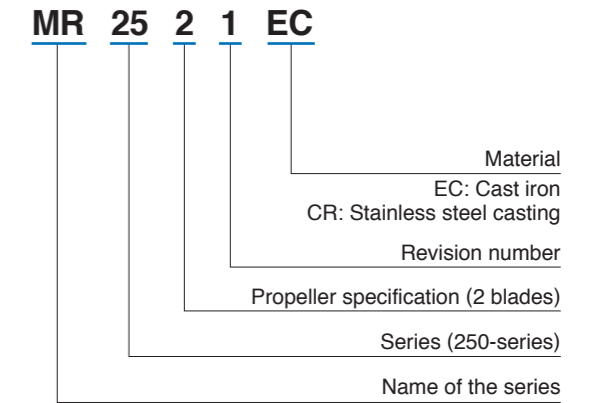 MR 25 2 1 EC
Material
EC: Cast iron
CR: Stainless steel casting
Revision number
Propeller specification (2 blades)
Series (250-series)
Name of the series